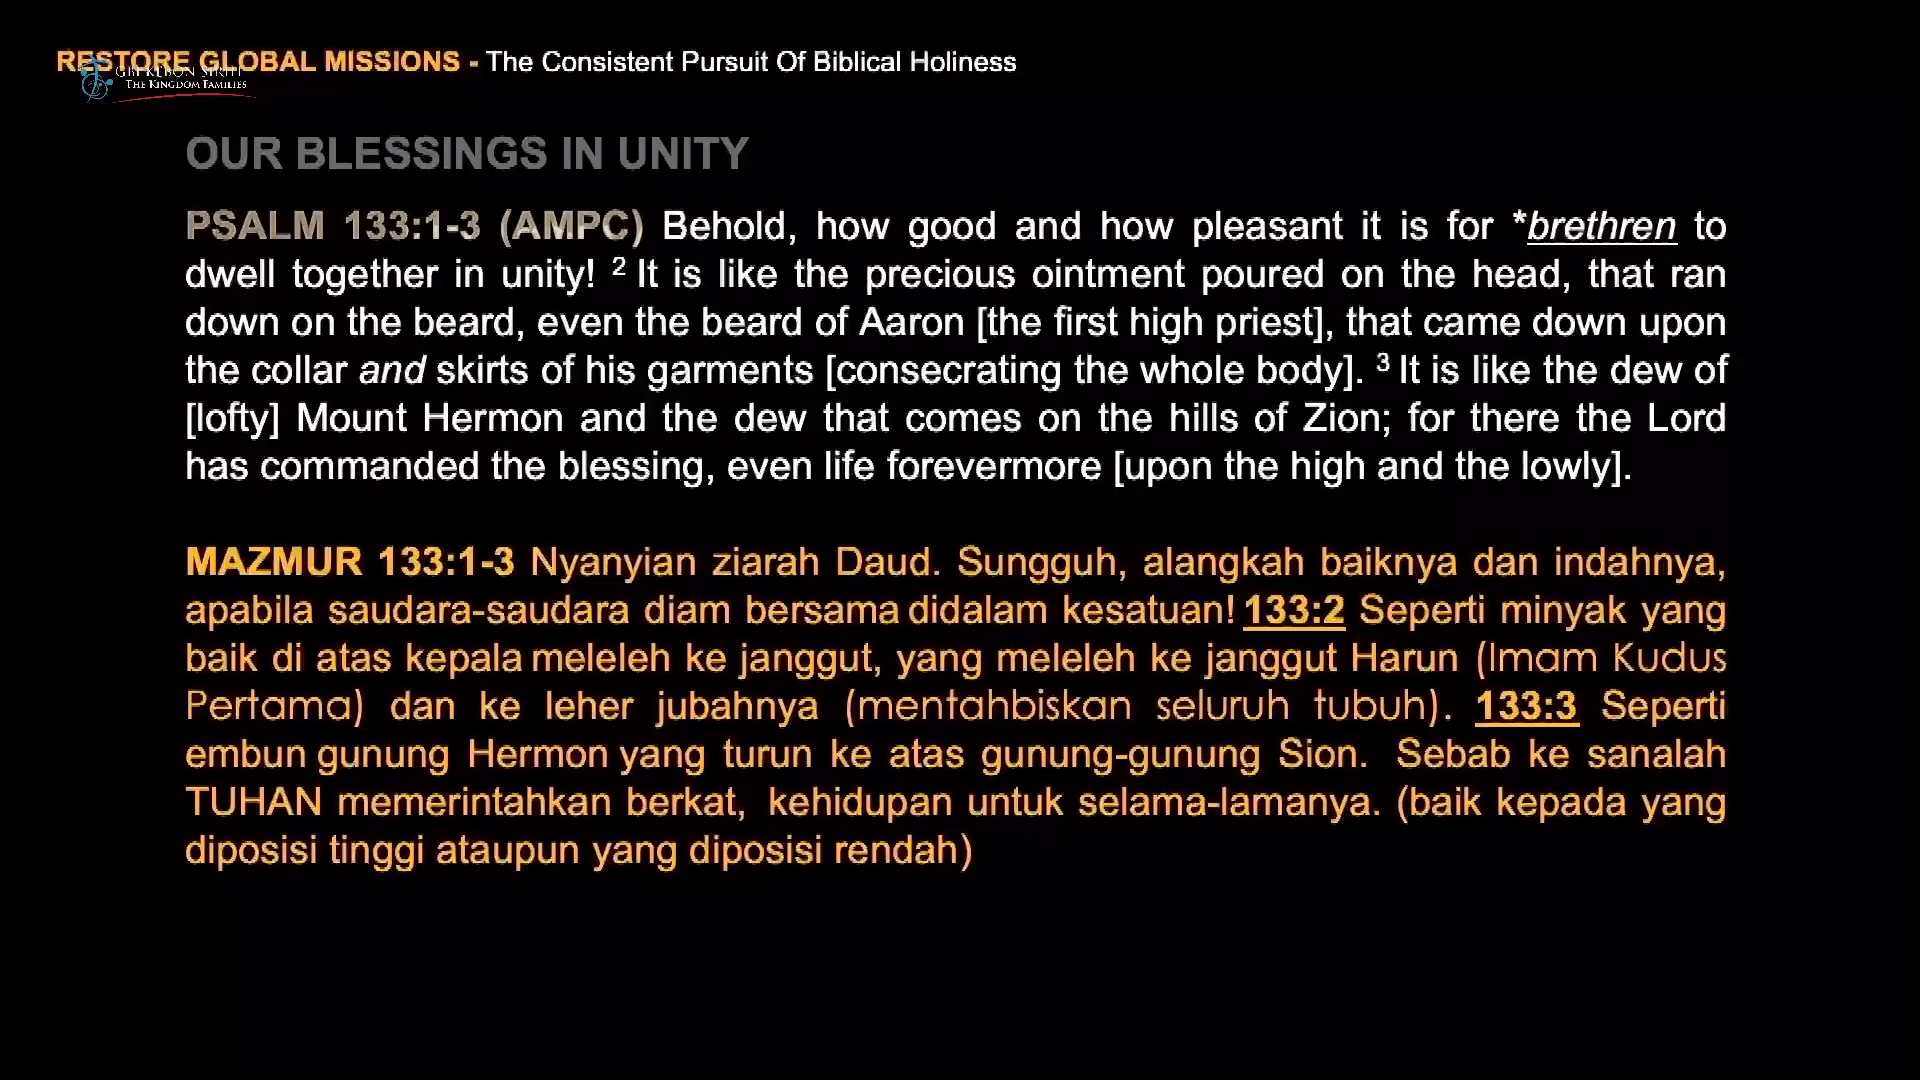 RESTORE GLOBAL MISSIONS - The Consistent Pursuit Of Biblical Holiness
GBI KEBON SIRIH
THE KINGDOM FAMILIES
OUR BLESSINGS IN UNITY
PSALM 133:1-3 (AMPC) Behold, how good and how pleasant it is for *brethren to
dwell together in unity! 2 It is like the precious ointment poured on the head, that ran
down on the beard, even the beard of Aaron [the first high priest], that came down upon
the collar and skirts of his garments [consecrating the whole body]. 3 It is like the dew of
[lofty] Mount Hermon and the dew that comes on the hills of Zion; for there the Lord
has commanded the blessing, even life forevermore [upon the high and the lowly].
MAZMUR 133:1-3 Nyanyian ziarah Daud. Sungguh, alangkah baiknya dan indahnya,
apabila saudara-saudara diam bersama didalam kesatuan! 133:2 Seperti minyak yang
baik di atas kepala meleleh ke janggut, yang meleleh ke janggut Harun (Imam Kudus
Pertama) dan ke leher jubahnya (mentahbiskan seluruh tubuh). 133:3 Seperti
embun gunung Hermon yang turun ke atas gunung-gunung Sion. Sebab ke sanalah
TUHAN memerintahkan berkat, kehidupan untuk selama-lamanya. (baik kepada yang
diposisi tinggi ataupun yang diposisi rendah)